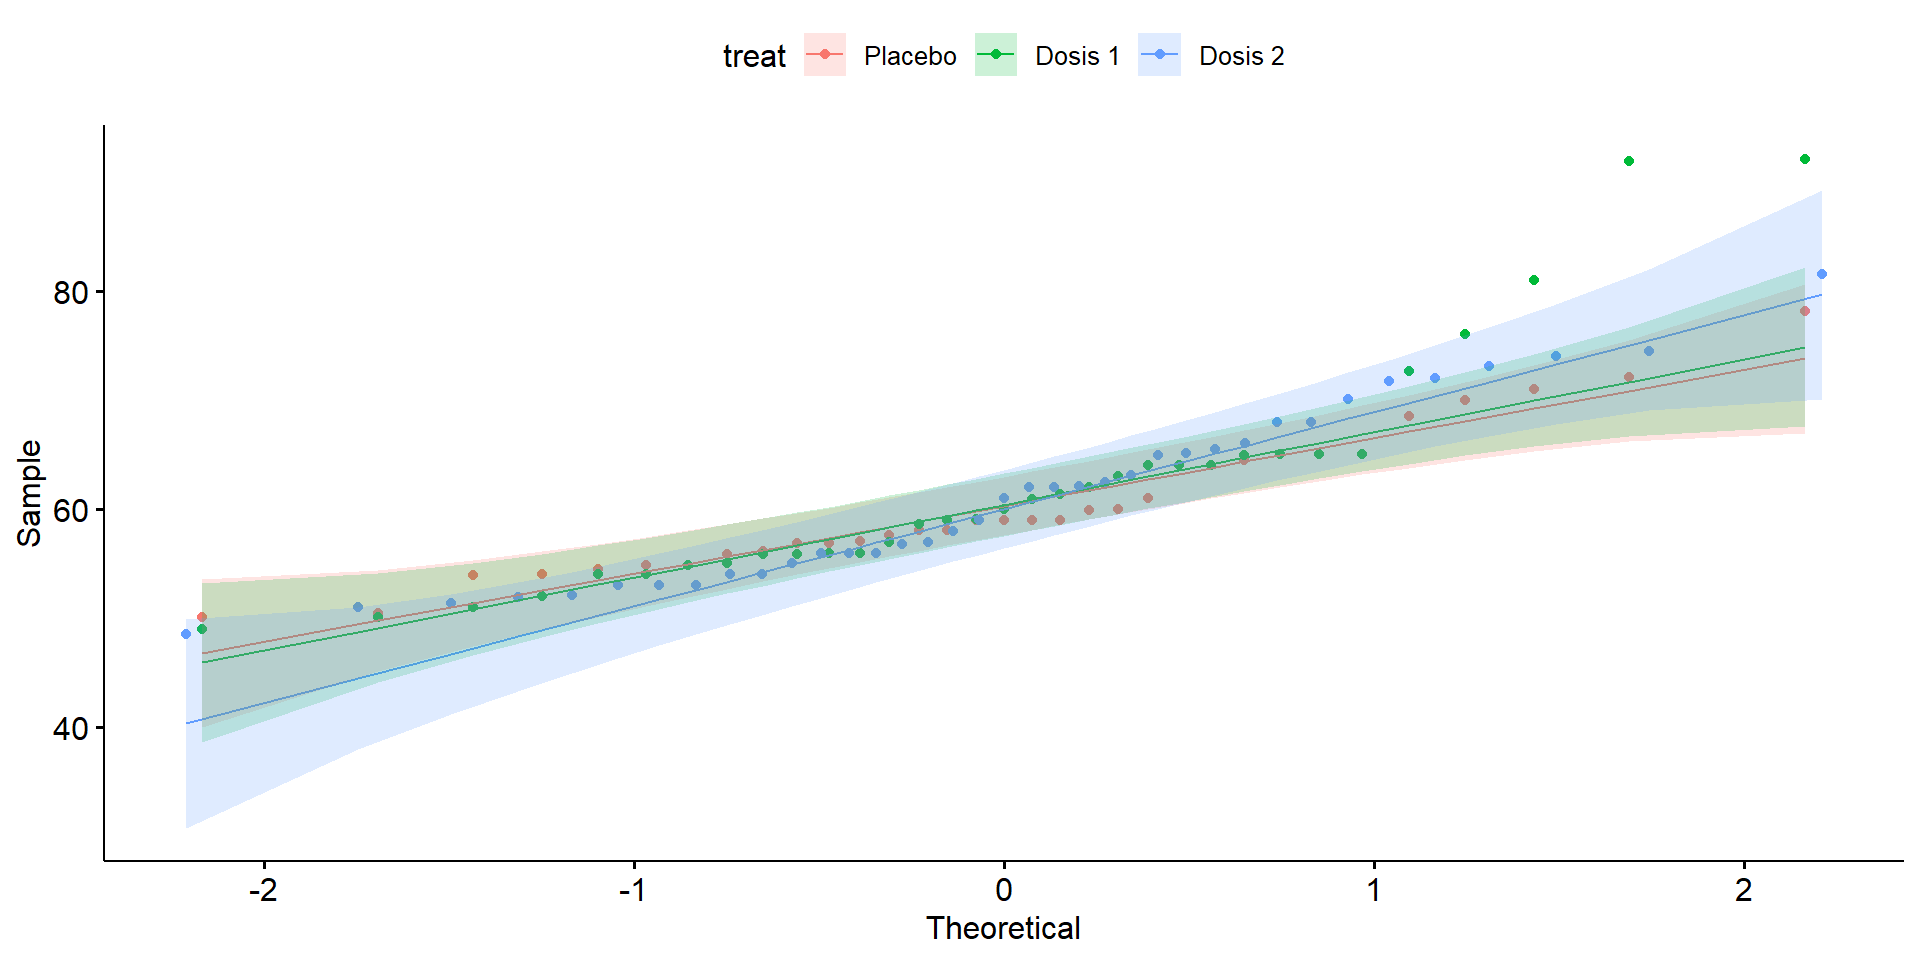 treat Placebo Dosis 1 Dosis 2
80
60
40
Sample
-2 -1 0 1 2
Theoretical